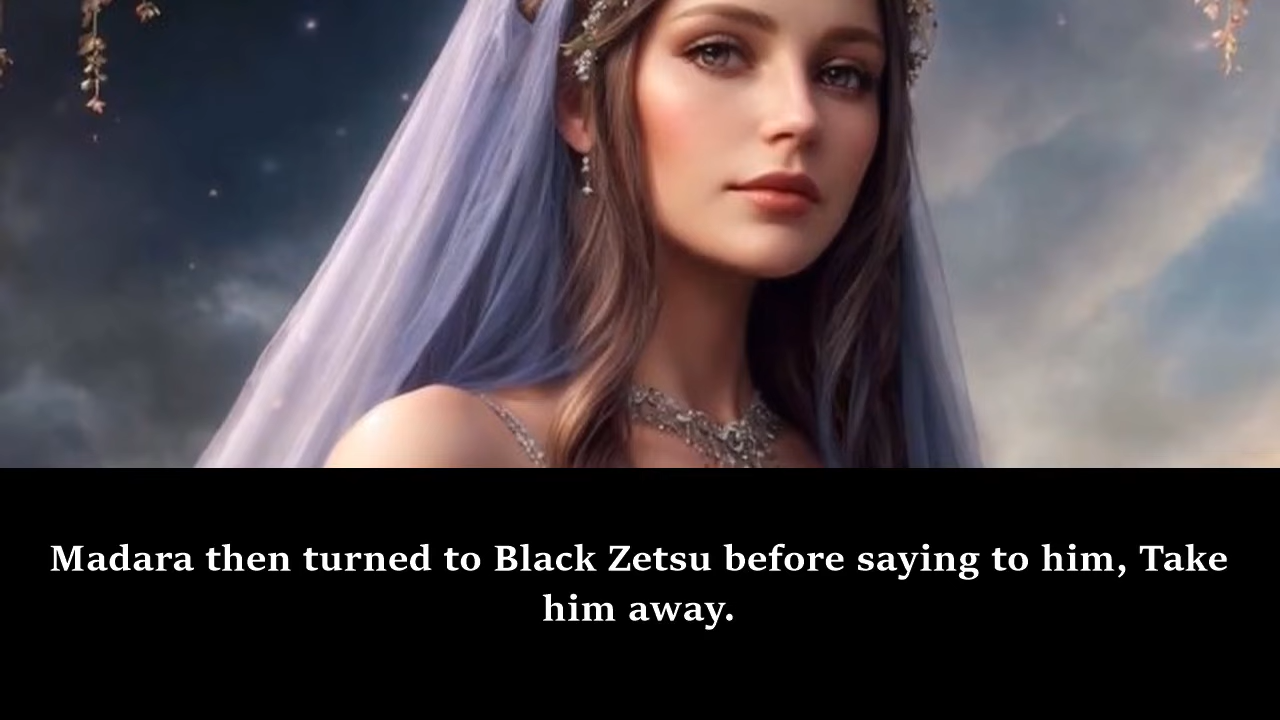 Madara then turned to Black Zetsu before saying to him, Take
him away.